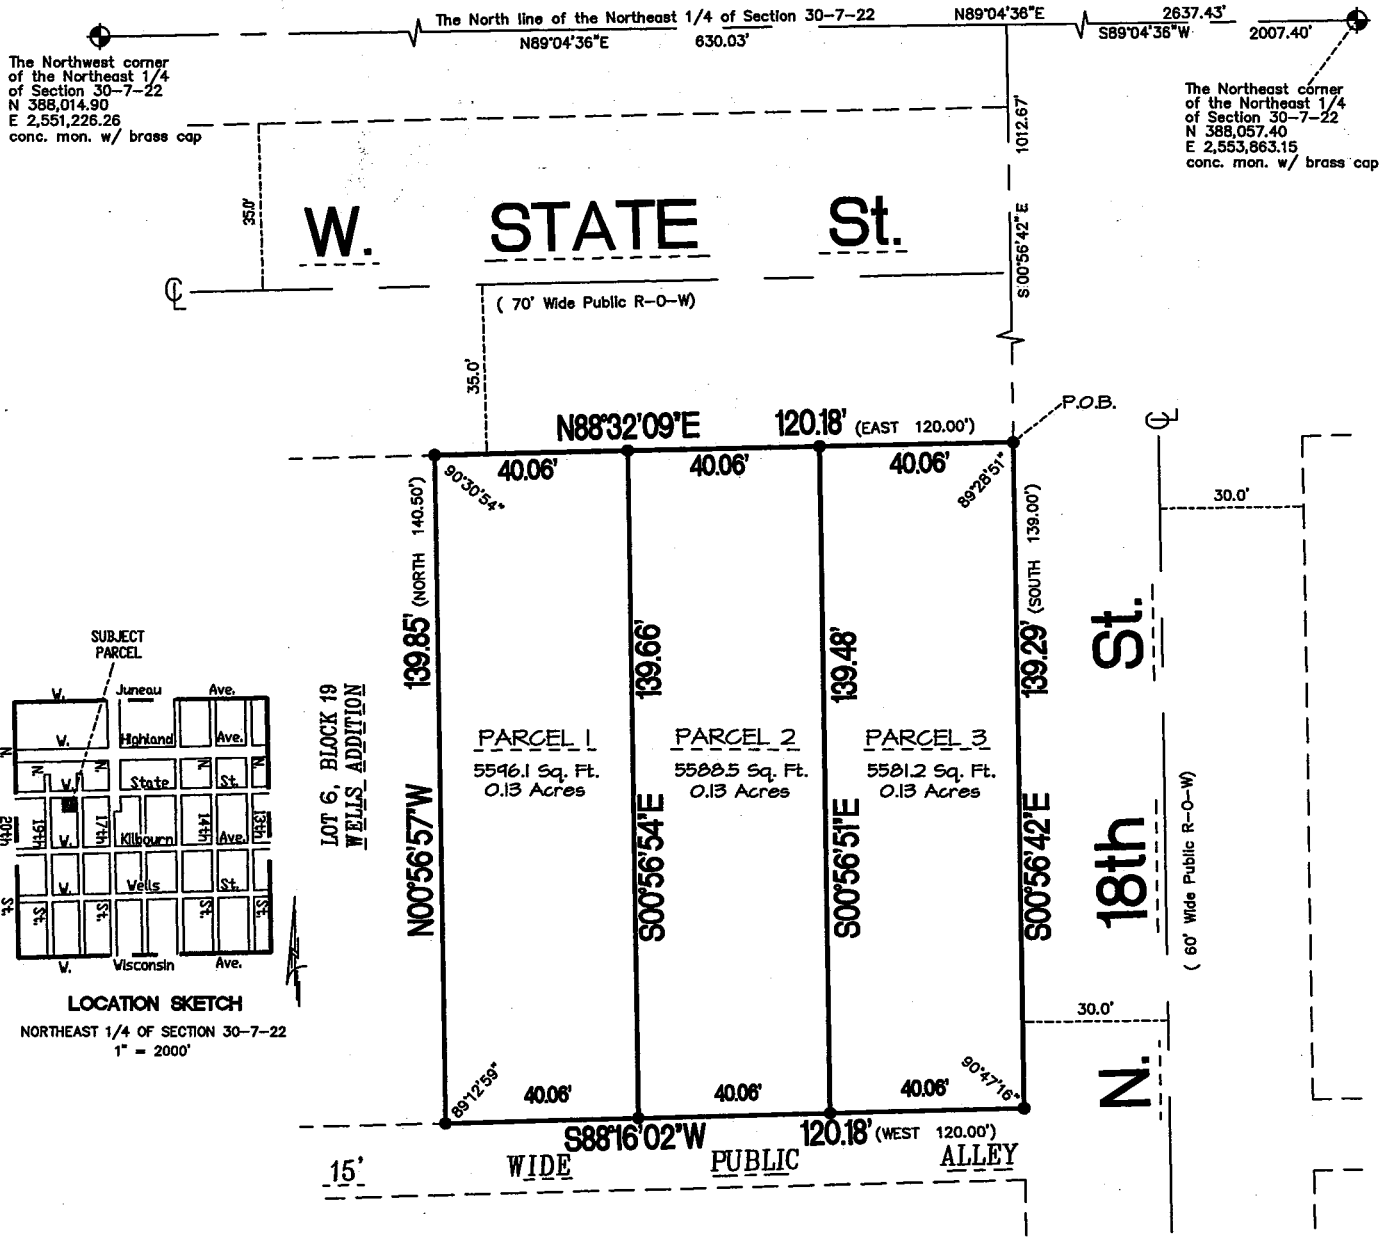 The North line of the Northeast 1/4 of Section 30-7-22
N89°04'36"E
2637.43'
N89°04'36"E
630.03'
S89°04'36"W
2007.40'
The Northwest corner
of the Northeast 1/4
of Section 30-7-22
N 388,014.90
E 2,551,226.26
conc. mon. w/ brass cap
The Northeast corner
of the Northeast 1/4
of Section 30-7-22
N 388,057.40
E 2,553,863.15
conc. mon. w/ brass cap
1012.67'
S00°56'42"E
35.0'
W. STATE St.
( 70' Wide Public R-O-W)
35.0'
P.O.B.
N88°32'09"E 120.18' (EAST 120.00')
40.06'
40.06'
40.06'
90°30'54"
89°28'51"
30.0'
139.85' (NORTH 140.50')
N00°56'57"W
139.66'
S00°56'54"E
139.48'
S00°56'51"E
139.29' (SOUTH 139.00')
S00°56'42"E
LOT 6, BLOCK 19
WELLS ADDITION
PARCEL 1
5596.1 Sq. Ft.
0.13 Acres
PARCEL 2
5588.5 Sq. Ft.
0.13 Acres
PARCEL 3
5581.2 Sq. Ft.
0.13 Acres
N. 18th St.
( 60' Wide Public R-O-W)
30.0'
89°12'59"
90°47'16"
40.06'
40.06'
40.06'
S88°16'02"W 120.18' (WEST 120.00')
15' WIDE PUBLIC ALLEY
SUBJECT
PARCEL
W. Juneau Ave.
W. Highland Ave.
N. N. N. N. N.
W. State St.
20th 19th 17th 14th 13th
W. Kilbourn Ave.
W. Wells St.
St. St. St. St. St.
W. Wisconsin Ave.
LOCATION SKETCH
NORTHEAST 1/4 OF SECTION 30-7-22
1" = 2000'